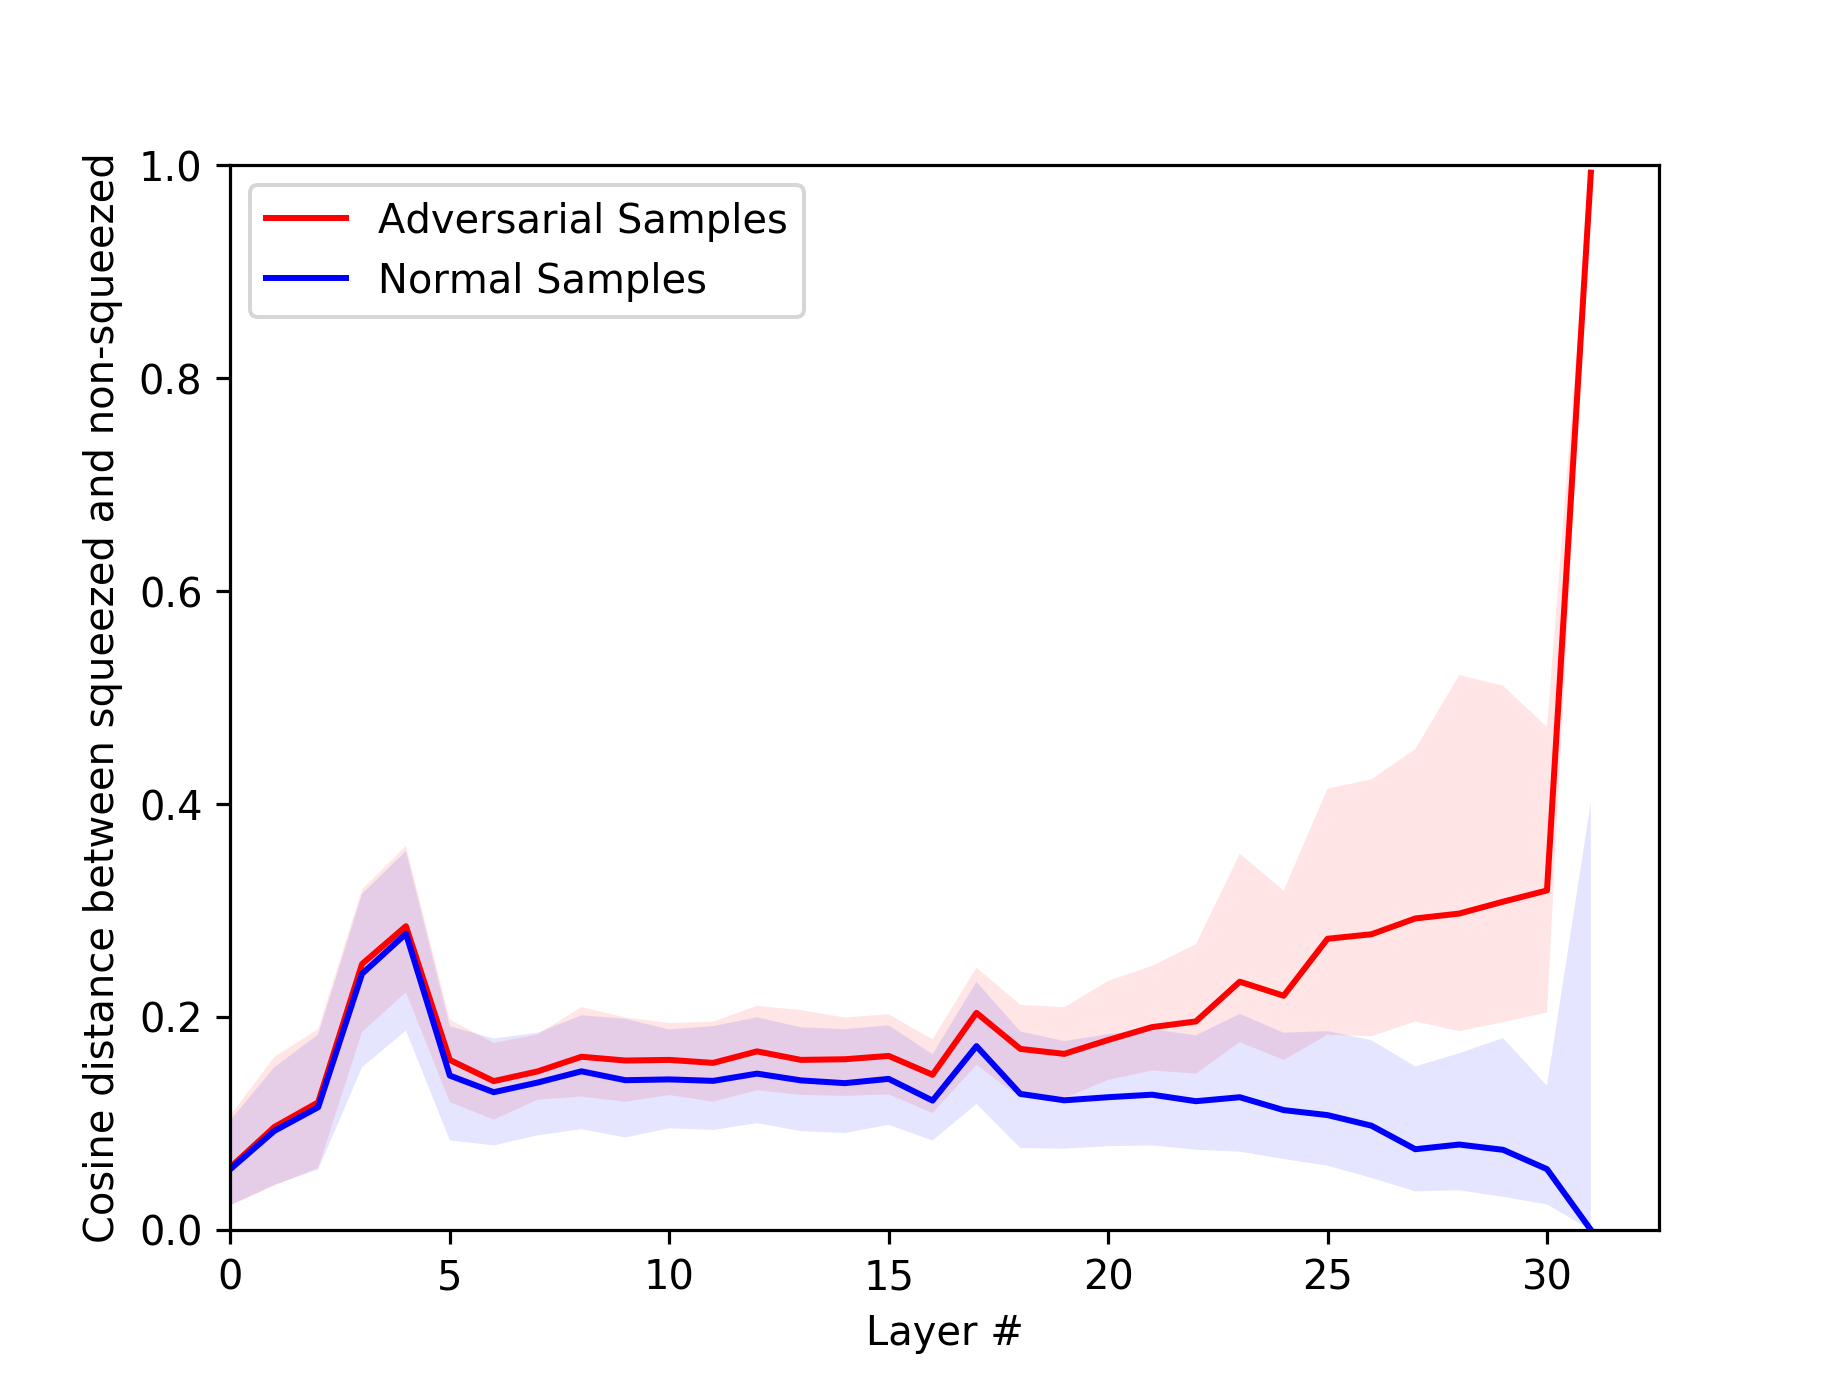 Adversarial Samples
Normal Samples
Cosine distance between squeezed and non-squeezed
1.0
0.8
0.6
0.4
0.2
0.0
0 5 10 15 20 25 30
Layer #